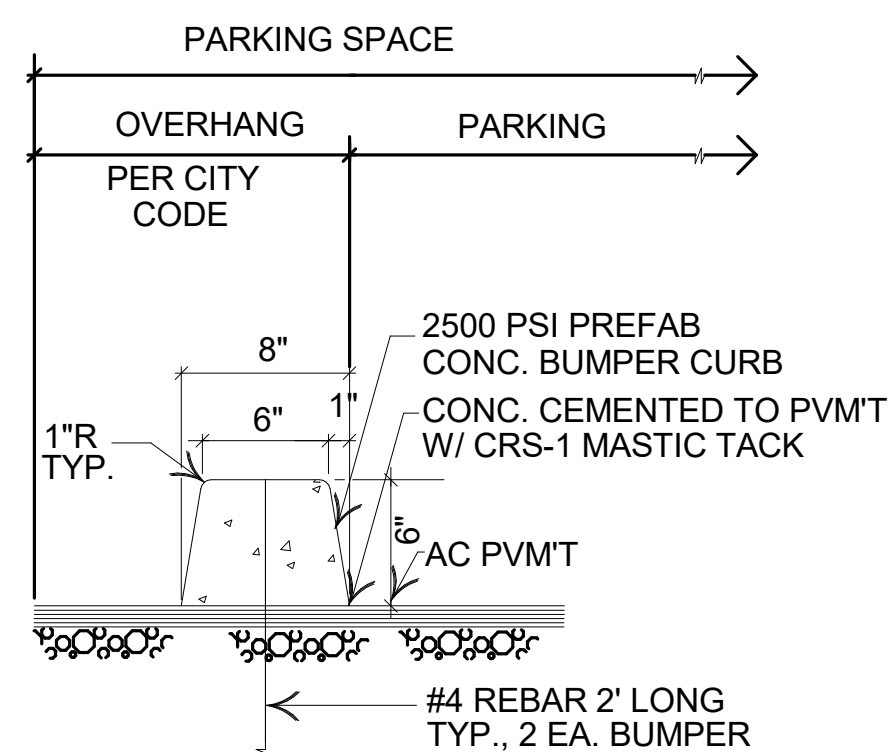 PARKING SPACE
OVERHANG
PARKING
PER CITY
CODE
2500 PSI PREFAB
CONC. BUMPER CURB
8"
6"
1"
CONC. CEMENTED TO PVM'T
W/ CRS-1 MASTIC TACK
1"R
TYP.
6"
AC PVM'T
#4 REBAR 2' LONG
TYP., 2 EA. BUMPER